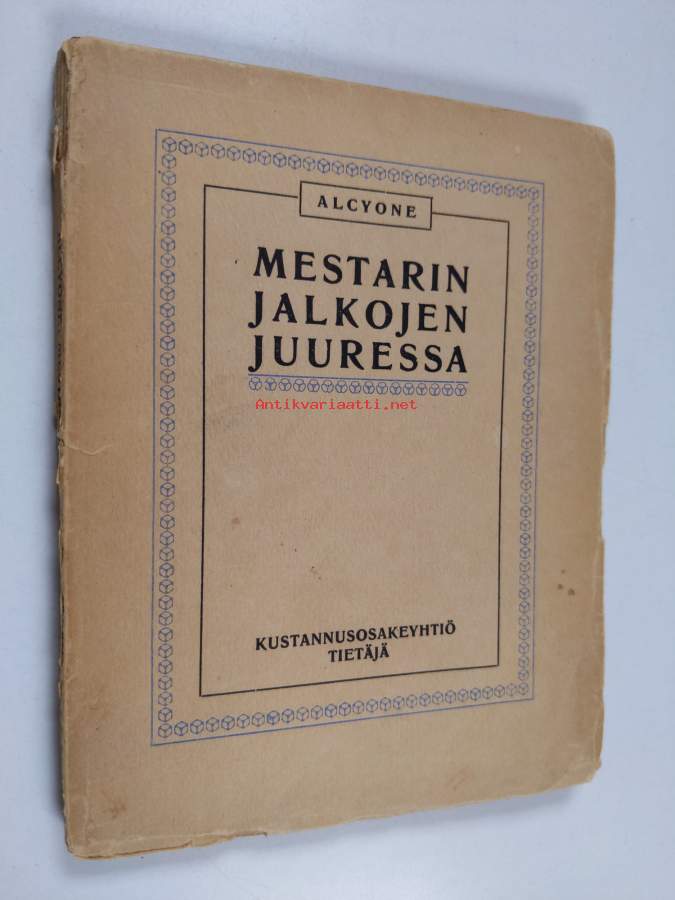 ALCYONE
MESTARIN
JALKOJEN
JUURESSA
Antikvariaatti.net
KUSTANNUSOSAKEYHTIÖ
TIETÄJÄ